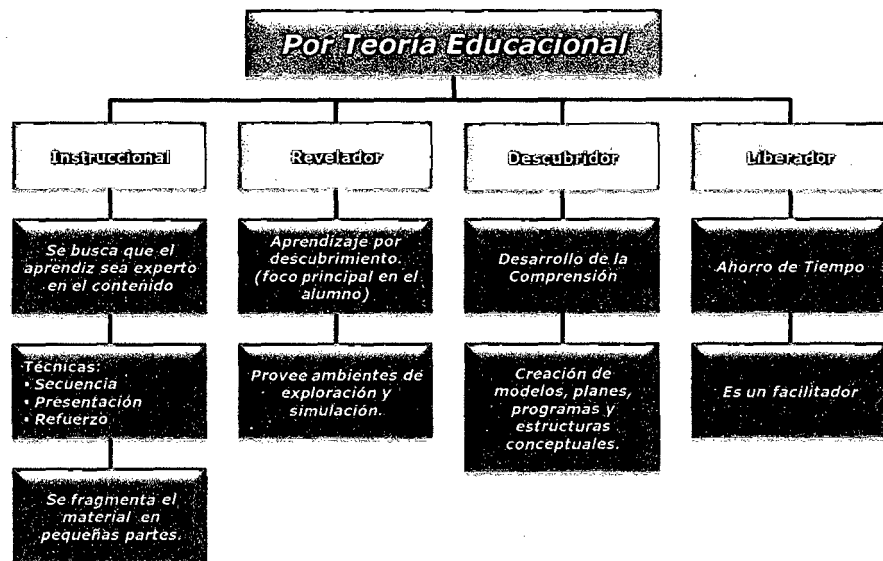 Por Teoría Educacional
Instruccional
Revelador
Descubridor
Liberador
Se busca que el
aprendiz sea experto
en el contenido
Aprendizaje por
descubrimiento.
(foco principal en el
alumno)
Desarrollo de la
Comprensión
Ahorro de Tiempo
Técnicas:
• Secuencia
• Presentación
• Refuerzo
Provee ambientes de
exploración y
simulación.
Creación de
modelos, planes,
programas y
estructuras
conceptuales.
Es un facilitador
Se fragmenta el
material en
pequeñas partes.